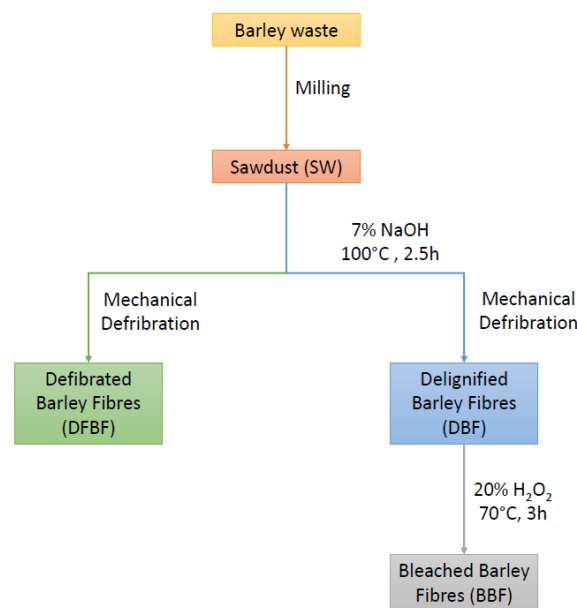 Barley waste
Milling
Sawdust (SW)
7% NaOH
100°C , 2.5h
Mechanical
Defribration
Mechanical
Defribration
Defibrated
Barley Fibres
(DFBF)
Delignified
Barley Fibres
(DBF)
20% H₂O₂
70°C, 3h
Bleached Barley
Fibres (BBF)